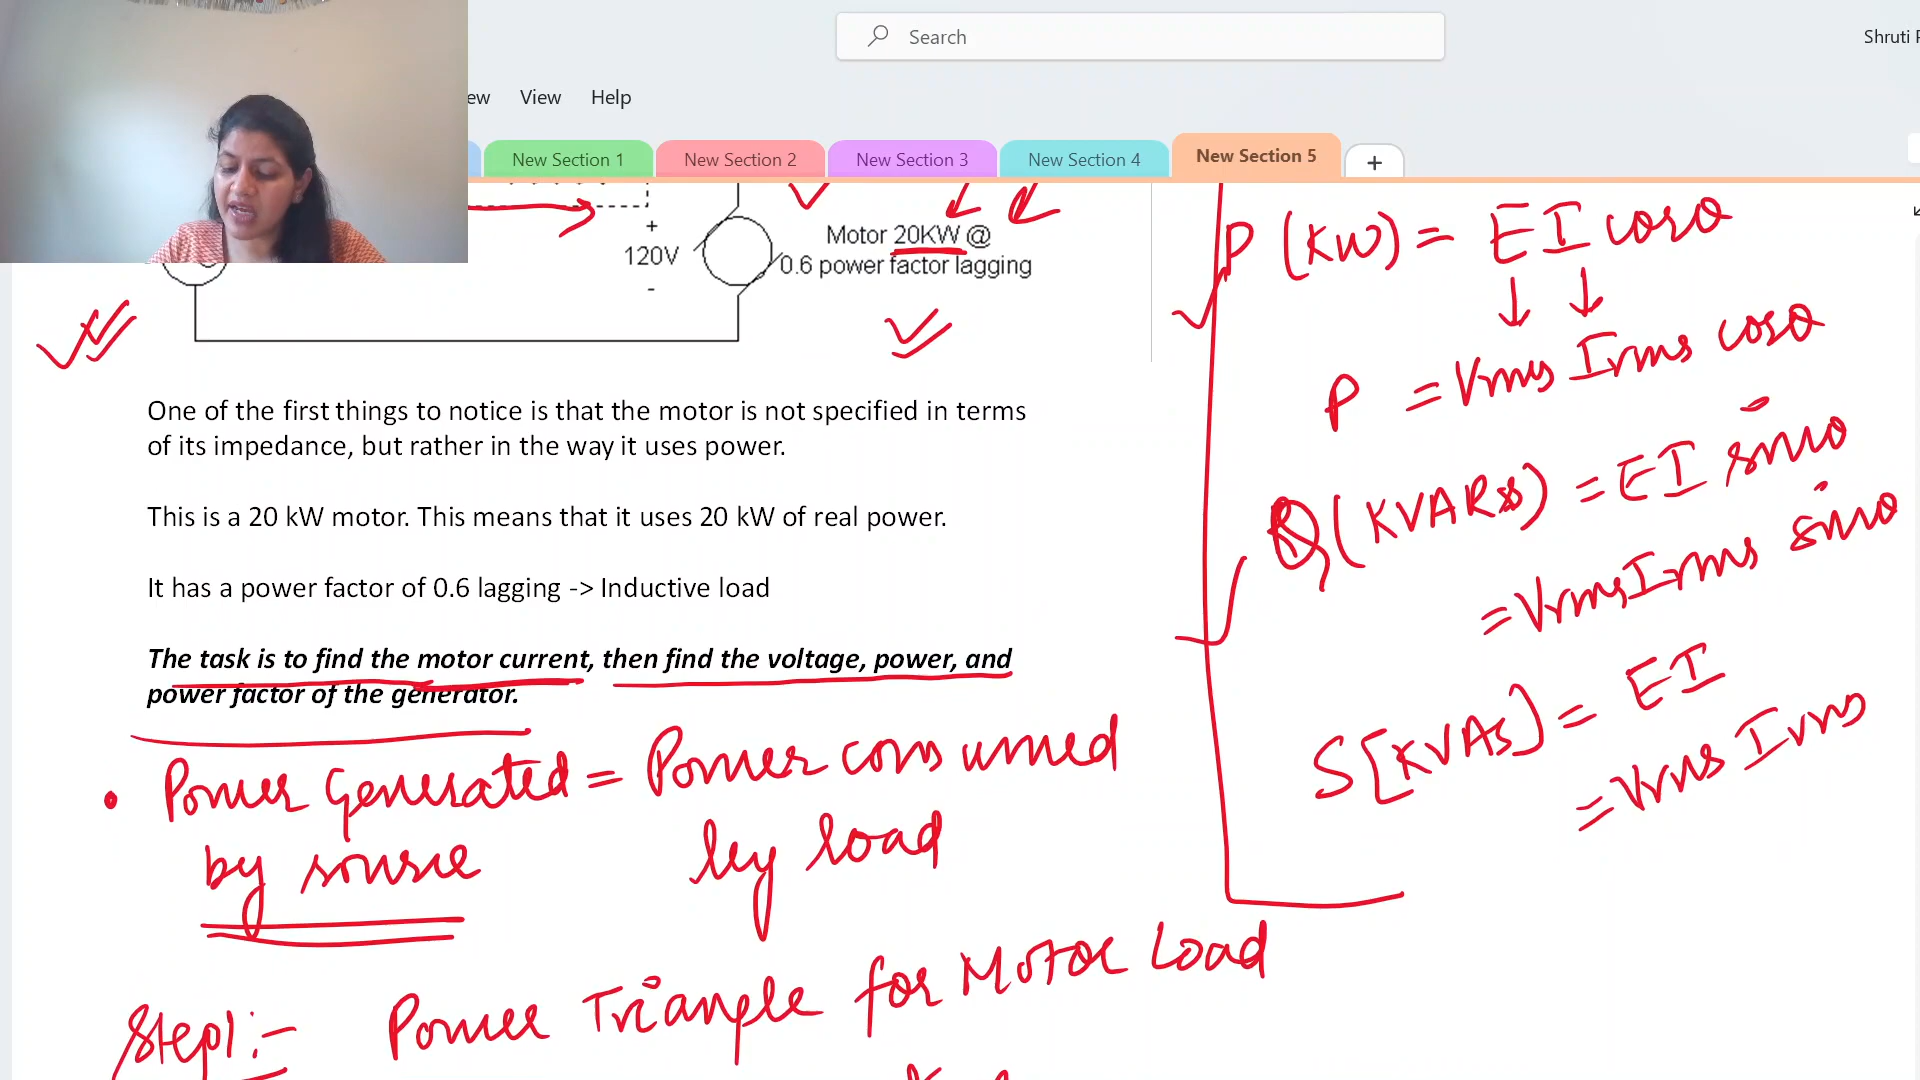 Search
Shruti
ew View Help
New Section 1 New Section 2 New Section 3 New Section 4 New Section 5 +
+
120V
-
Motor 20KW @
0.6 power factor lagging
One of the first things to notice is that the motor is not specified in terms
of its impedance, but rather in the way it uses power.
This is a 20 kW motor. This means that it uses 20 kW of real power.
It has a power factor of 0.6 lagging -> Inductive load
The task is to find the motor current, then find the voltage, power, and
power factor of the generator.
• Power Generated = Power consumed
by source by load
Step1:- Power Triangle for Motor Load
P (KW) = EI cosθ
P = Vrms Irms cosθ
Q (KVARs) = EI sinθ
= Vrms Irms sinθ
S [KVAs] = EI
= Vrms Irms